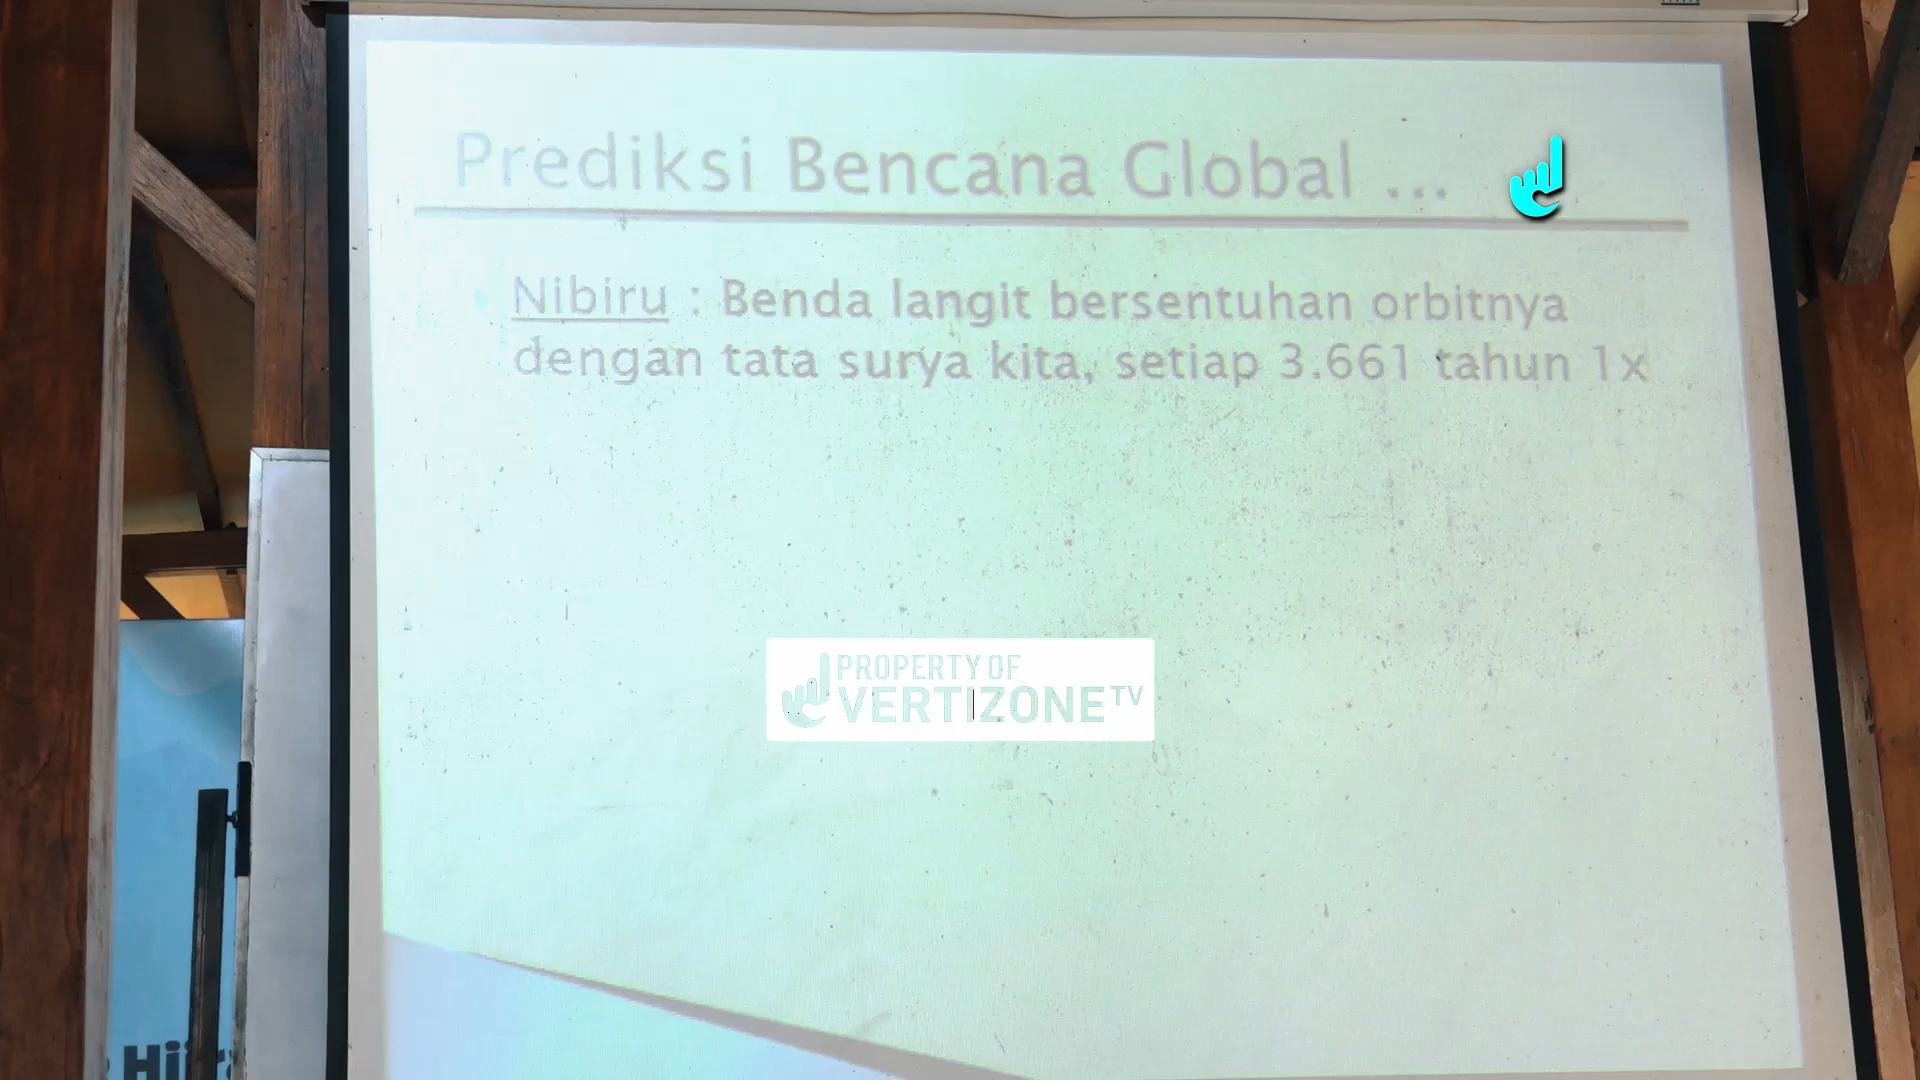 Prediksi Bencana Global ...
Nibiru : Benda langit bersentuhan orbitnya
dengan tata surya kita, setiap 3.661 tahun 1x
PROPERTY OF
VERTIZONE TV